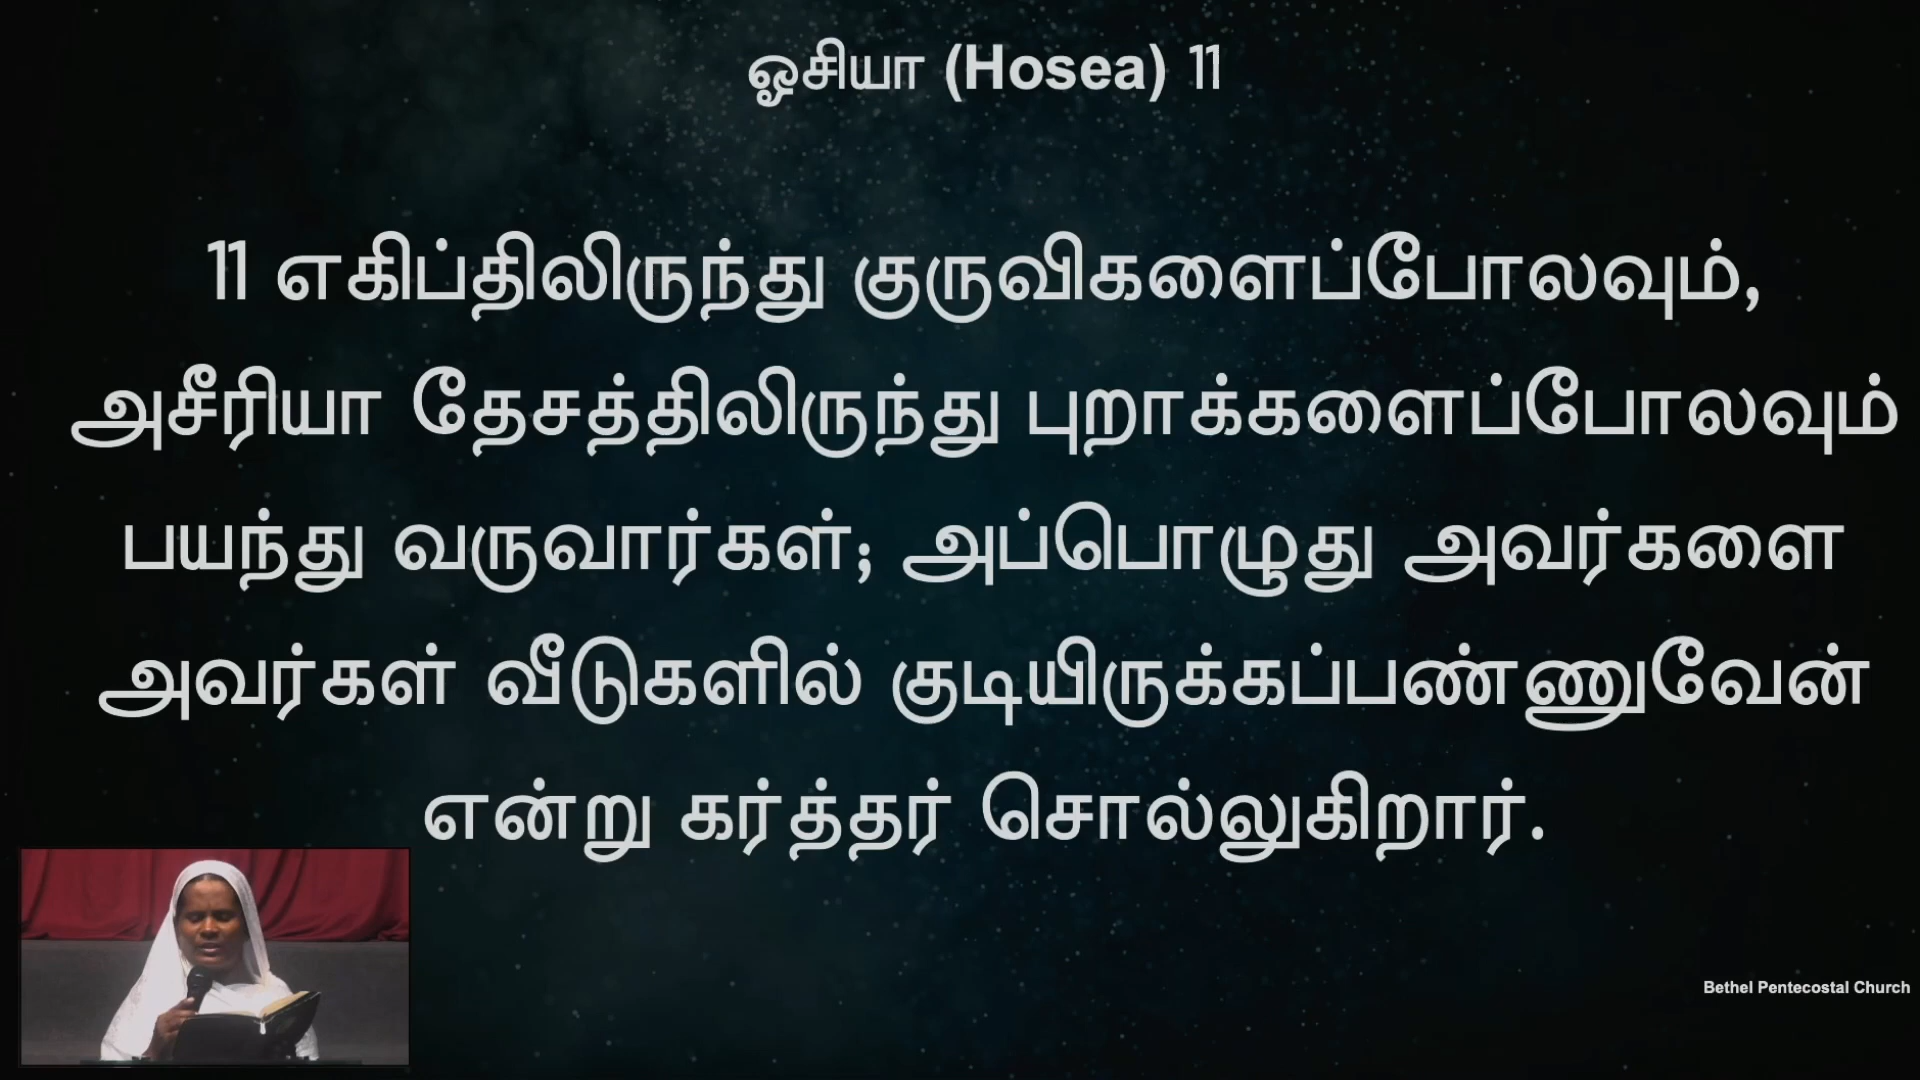 ஓசியா (Hosea) 11
11 எகிப்திலிருந்து குருவிகளைப்போலவும்,
அசீரியா தேசத்திலிருந்து புறாக்களைப்போலவும்
பயந்து வருவார்கள்; அப்பொழுது அவர்களை
அவர்கள் வீடுகளில் குடியிருக்கப்பண்ணுவேன்
என்று கர்த்தர் சொல்லுகிறார்.
Bethel Pentecostal Church